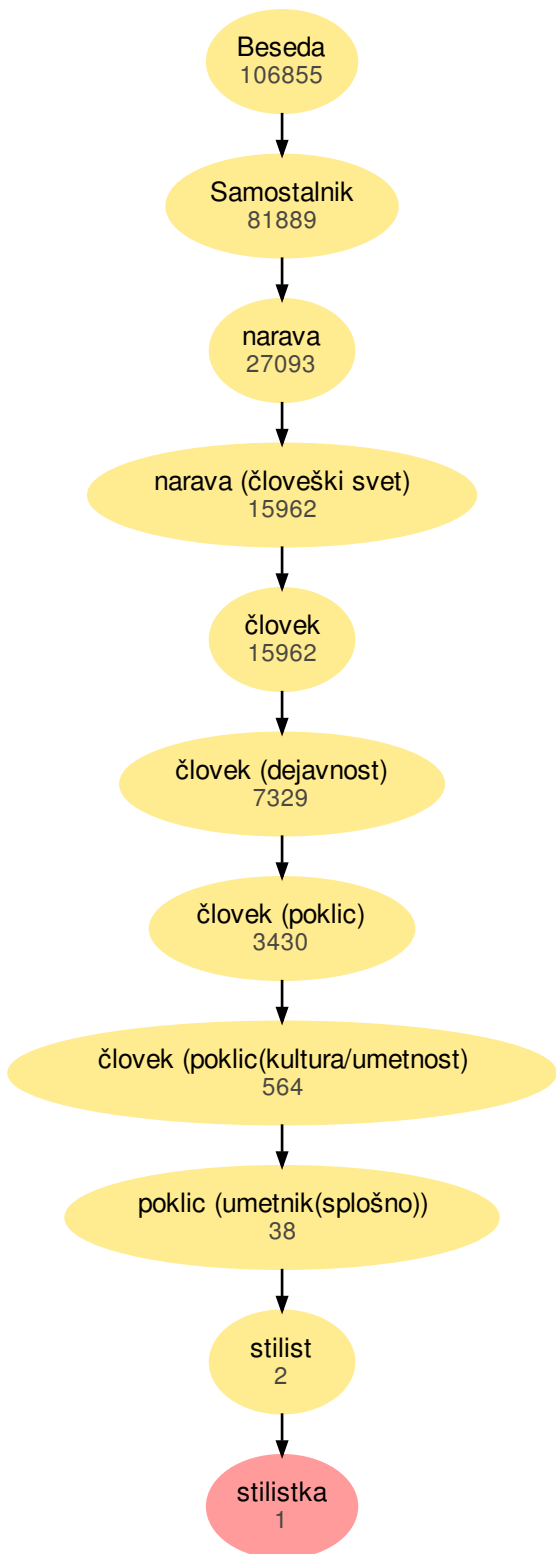 Beseda
106855
Samostalnik
81889
narava
27093
narava (človeški svet)
15962
človek
15962
človek (dejavnost)
7329
človek (poklic)
3430
človek (poklic(kultura/umetnost)
564
poklic (umetnik(splošno))
38
stilist
2
stilistka
1